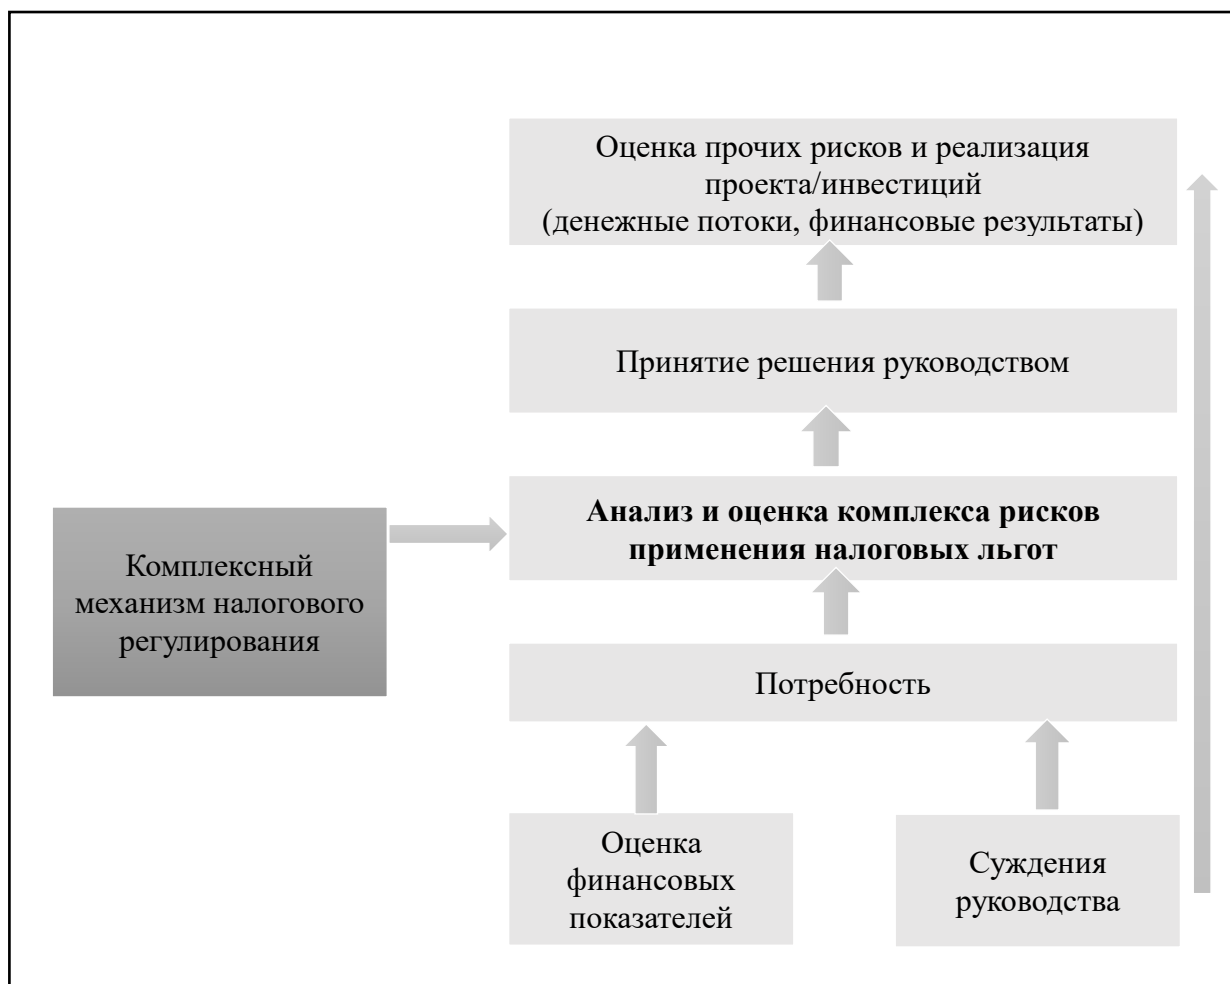 Оценка прочих рисков и реализация
проекта/инвестиций
(денежные потоки, финансовые результаты)
Принятие решения руководством
Анализ и оценка комплекса рисков
применения налоговых льгот
Комплексный
механизм налогового
регулирования
Потребность
Оценка
финансовых
показателей
Суждения
руководства